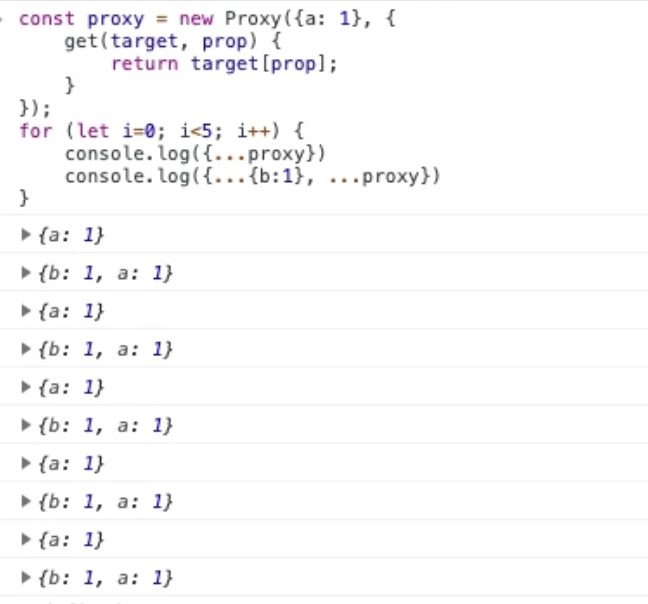 const proxy = new Proxy({a: 1}, {
    get(target, prop) {
        return target[prop];
    }
});
for (let i=0; i<5; i++) {
    console.log({...proxy})
    console.log({...{b:1}, ...proxy})
}
▶{a: 1}
▶{b: 1, a: 1}
▶{a: 1}
▶{b: 1, a: 1}
▶{a: 1}
▶{b: 1, a: 1}
▶{a: 1}
▶{b: 1, a: 1}
▶{a: 1}
▶{b: 1, a: 1}